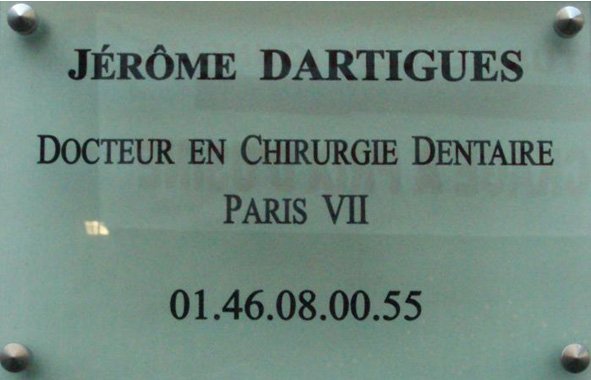 JÉRÔME DARTIGUES
DOCTEUR EN CHIRURGIE DENTAIRE
PARIS VII
01.46.08.00.55